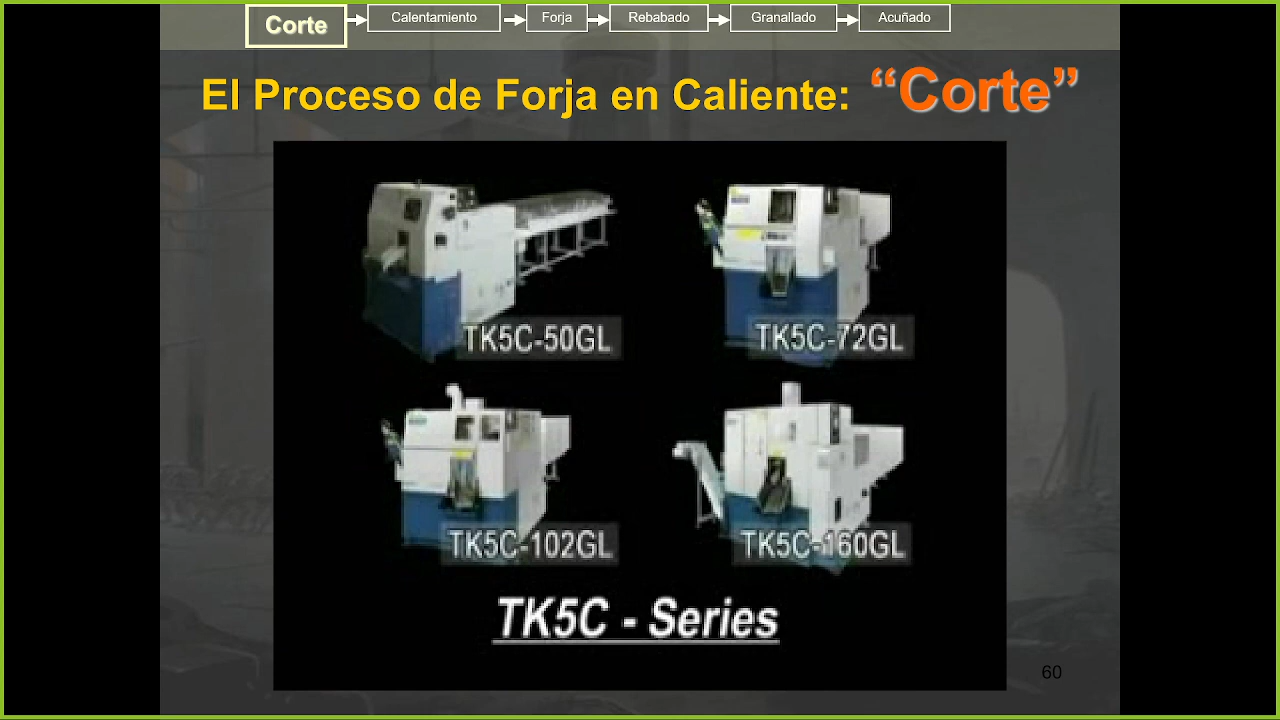 Corte Calentamiento Forja Rebabado Granallado Acuñado
El Proceso de Forja en Caliente: “Corte”
TK5C-50GL TK5C-72GL
TK5C-102GL TK5C-160GL
TK5C - Series
60